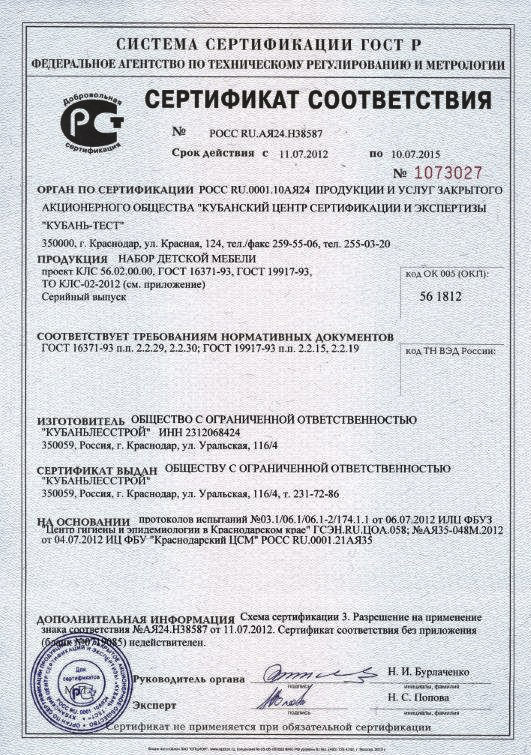 СИСТЕМА СЕРТИФИКАЦИИ ГОСТ Р
ФЕДЕРАЛЬНОЕ АГЕНТСТВО ПО ТЕХНИЧЕСКОМУ РЕГУЛИРОВАНИЮ И МЕТРОЛОГИИ
Добровольная
сертификация
СЕРТИФИКАТ СООТВЕТСТВИЯ
№ РОСС RU.АЯ24.Н38587
Срок действия с 11.07.2012 по 10.07.2015
№ 1073027
ОРГАН ПО СЕРТИФИКАЦИИ РОСС RU.0001.10АЯ24 ПРОДУКЦИИ И УСЛУГ ЗАКРЫТОГО
АКЦИОНЕРНОГО ОБЩЕСТВА "КУБАНСКИЙ ЦЕНТР СЕРТИФИКАЦИИ И ЭКСПЕРТИЗЫ
"КУБАНЬ-ТЕСТ"
350000, г. Краснодар, ул. Красная, 124, тел./факс 259-55-06, тел. 255-03-20
ПРОДУКЦИЯ НАБОР ДЕТСКОЙ МЕБЕЛИ
проект КЛС 56.02.00.00, ГОСТ 16371-93, ГОСТ 19917-93,
ТО КЛС-02-2012 (см. приложение)
Серийный выпуск
код ОК 005 (ОКП):
56 1812
СООТВЕТСТВУЕТ ТРЕБОВАНИЯМ НОРМАТИВНЫХ ДОКУМЕНТОВ
ГОСТ 16371-93 п.п. 2.2.29, 2.2.30; ГОСТ 19917-93 п.п. 2.2.15, 2.2.19
код ТН ВЭД России:
ИЗГОТОВИТЕЛЬ ОБЩЕСТВО С ОГРАНИЧЕННОЙ ОТВЕТСТВЕННОСТЬЮ
"КУБАНЬЛЕССТРОЙ" ИНН 2312068424
350059, Россия, г. Краснодар, ул. Уральская, 116/4
СЕРТИФИКАТ ВЫДАН ОБЩЕСТВУ С ОГРАНИЧЕННОЙ ОТВЕТСТВЕННОСТЬЮ
"КУБАНЬЛЕССТРОЙ"
350059, Россия, г. Краснодар, ул. Уральская, 116/4, т. 231-72-86
НА ОСНОВАНИИ протоколов испытаний №03.1/06.1/06.1-2/174.1.1 от 06.07.2012 ИЛЦ ФБУЗ
"Центр гигиены и эпидемиологии в Краснодарском крае" ГСЭН.RU.ЦОА.058; №АЯ35-048М.2012
от 04.07.2012 ИЦ ФБУ "Краснодарский ЦСМ" РОСС RU.0001.21АЯ35
ДОПОЛНИТЕЛЬНАЯ ИНФОРМАЦИЯ Схема сертификации 3. Разрешение на применение
знака соответствия №АЯ24.Н38587 от 11.07.2012. Сертификат соответствия без приложения
(бланк №0719085) недействителен.
Для
сертификатов
Руководитель органа
подпись
Н. И. Бурлаченко
инициалы, фамилия
Эксперт
подпись
Н. С. Попова
инициалы, фамилия
Сертификат не применяется при обязательной сертификации